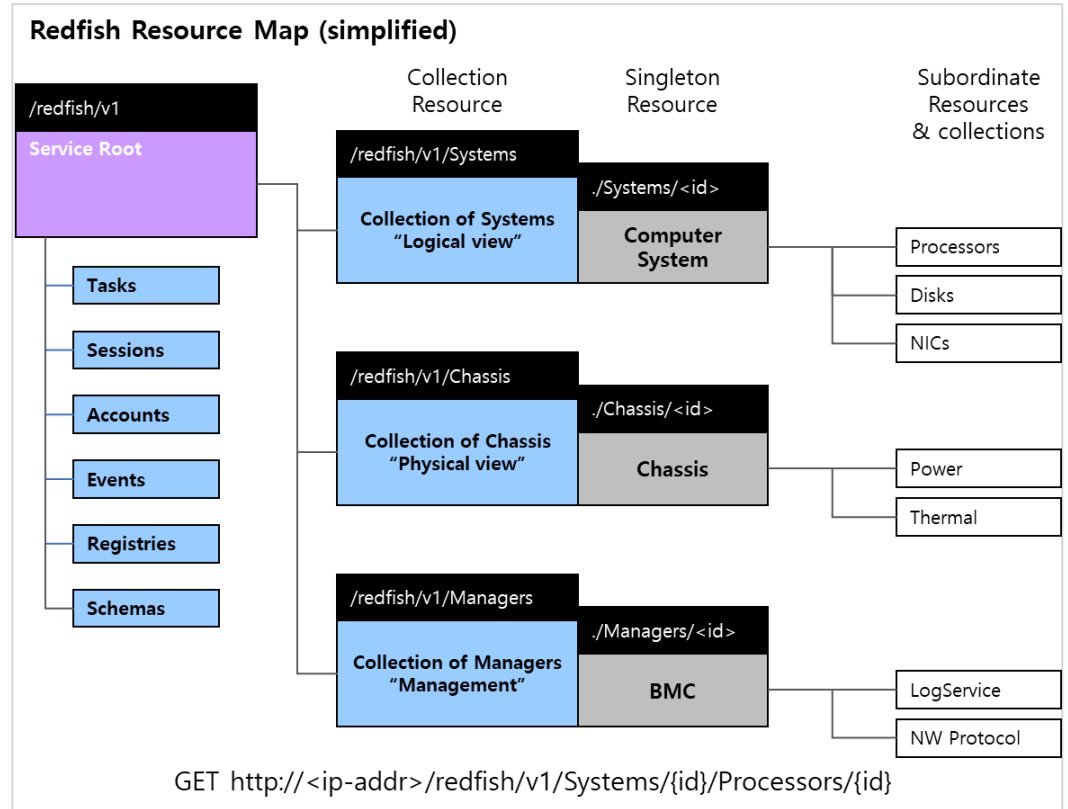 Redfish Resource Map (simplified)
Collection
Resource
Singleton
Resource
Subordinate
Resources
& collections
/redfish/v1
Service Root
Tasks
Sessions
Accounts
Events
Registries
Schemas
/redfish/v1/Systems
Collection of Systems
“Logical view”
./Systems/<id>
Computer
System
Processors
Disks
NICs
/redfish/v1/Chassis
Collection of Chassis
“Physical view”
./Chassis/<id>
Chassis
Power
Thermal
/redfish/v1/Managers
Collection of Managers
“Management”
./Managers/<id>
BMC
LogService
NW Protocol
GET http://<ip-addr>/redfish/v1/Systems/{id}/Processors/{id}